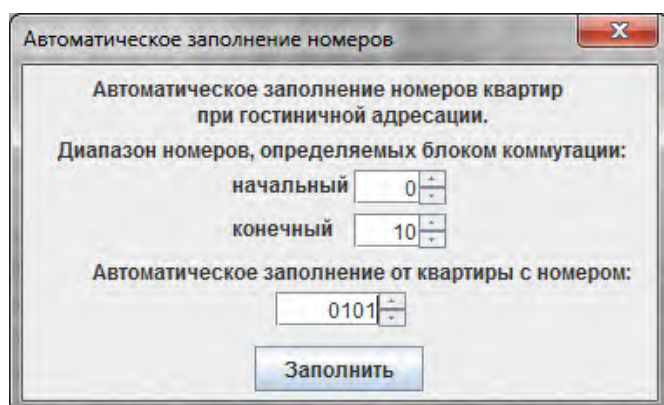 Автоматическое заполнение номеров
Автоматическое заполнение номеров квартир
при гостиничной адресации.
Диапазон номеров, определяемых блоком коммутации:
начальный 0
конечный 10
Автоматическое заполнение от квартиры с номером:
0101
Заполнить